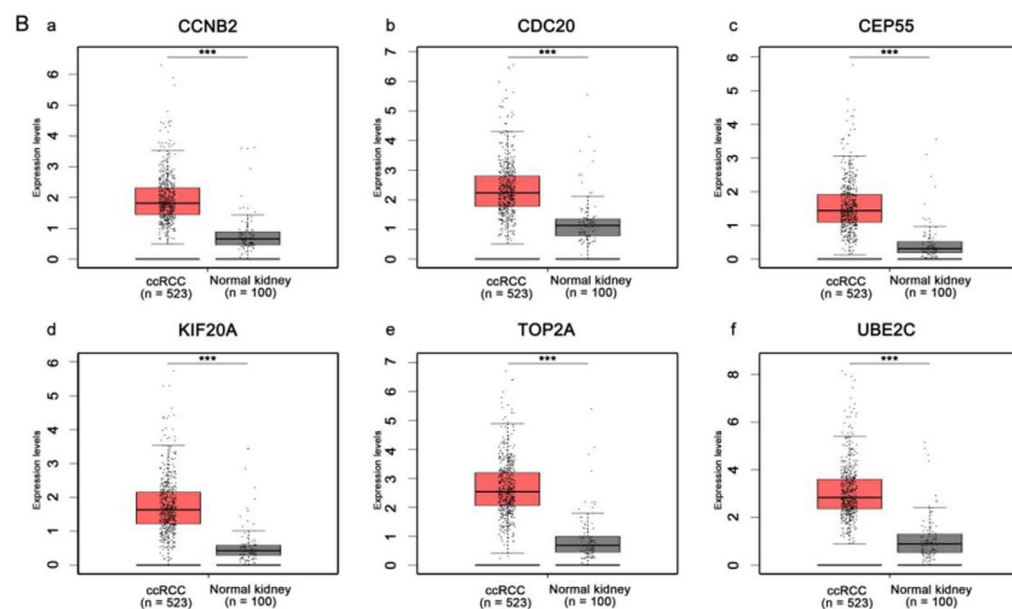 B a CCNB2
***
Expression levels
6
5
4
3
2
1
0
ccRCC
(n = 523)
Normal kidney
(n = 100)
b CDC20
***
Expression levels
7
6
5
4
3
2
1
0
ccRCC
(n = 523)
Normal kidney
(n = 100)
c CEP55
***
Expression levels
6
5
4
3
2
1
0
ccRCC
(n = 523)
Normal kidney
(n = 100)
d KIF20A
***
Expression levels
6
5
4
3
2
1
0
ccRCC
(n = 523)
Normal kidney
(n = 100)
e TOP2A
***
Expression levels
7
6
5
4
3
2
1
0
ccRCC
(n = 523)
Normal kidney
(n = 100)
f UBE2C
***
Expression levels
8
6
4
2
0
ccRCC
(n = 523)
Normal kidney
(n = 100)